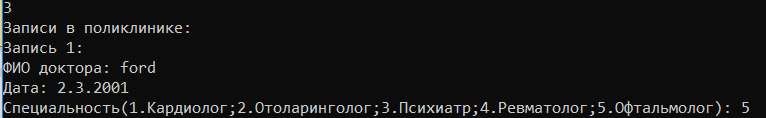 3
Записи в поликлинике:
Запись 1:
ФИО доктора: ford
Дата: 2.3.2001
Специальность(1.Кардиолог;2.Отоларинголог;3.Психиатр;4.Ревматолог;5.Офтальмолог): 5